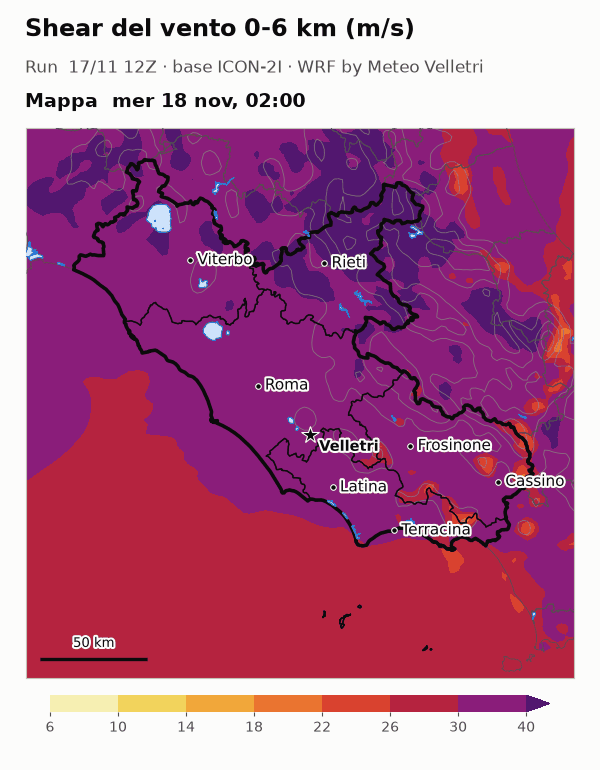 Shear del vento 0-6 km (m/s)
Run  17/11 12Z · base ICON-2I · WRF by Meteo Velletri
Mappa  mer 18 nov, 02:00
Viterbo
Rieti
Roma
Velletri
Frosinone
Latina
Cassino
Terracina
50 km
6 10 14 18 22 26 30 40